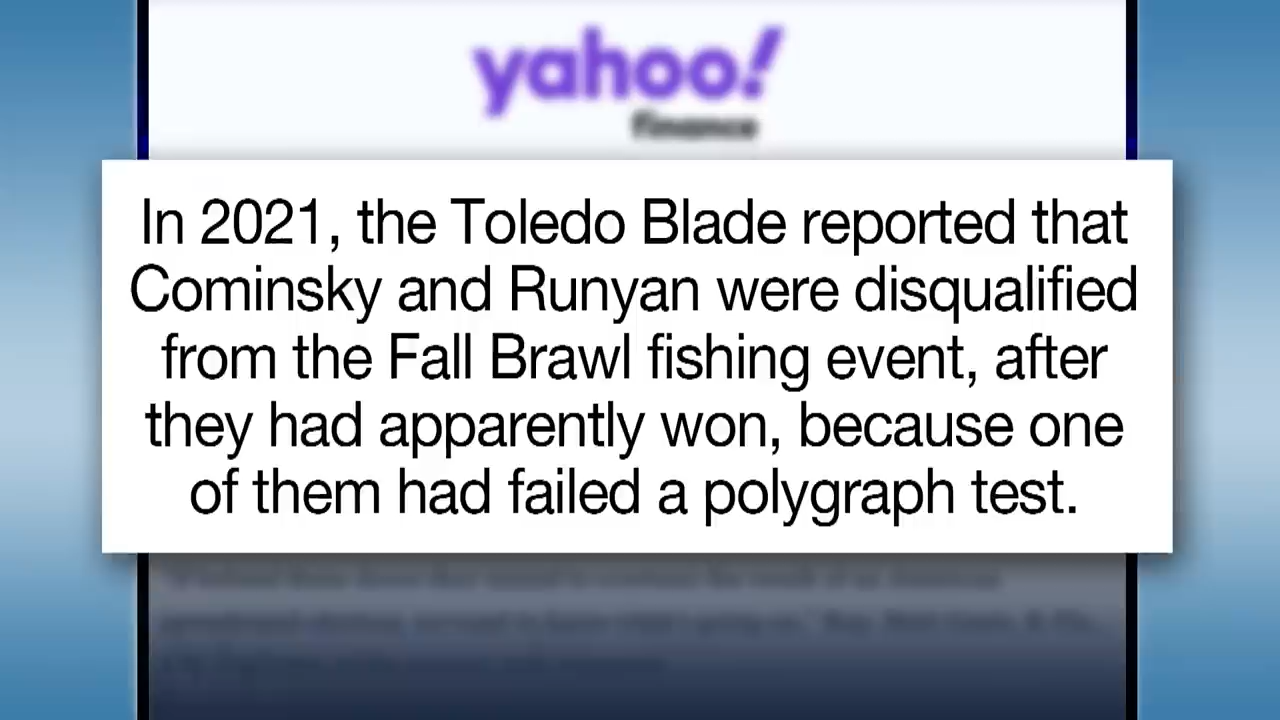 yahoo!
finance
In 2021, the Toledo Blade reported that
Cominsky and Runyan were disqualified
from the Fall Brawl fishing event, after
they had apparently won, because one
of them had failed a polygraph test.